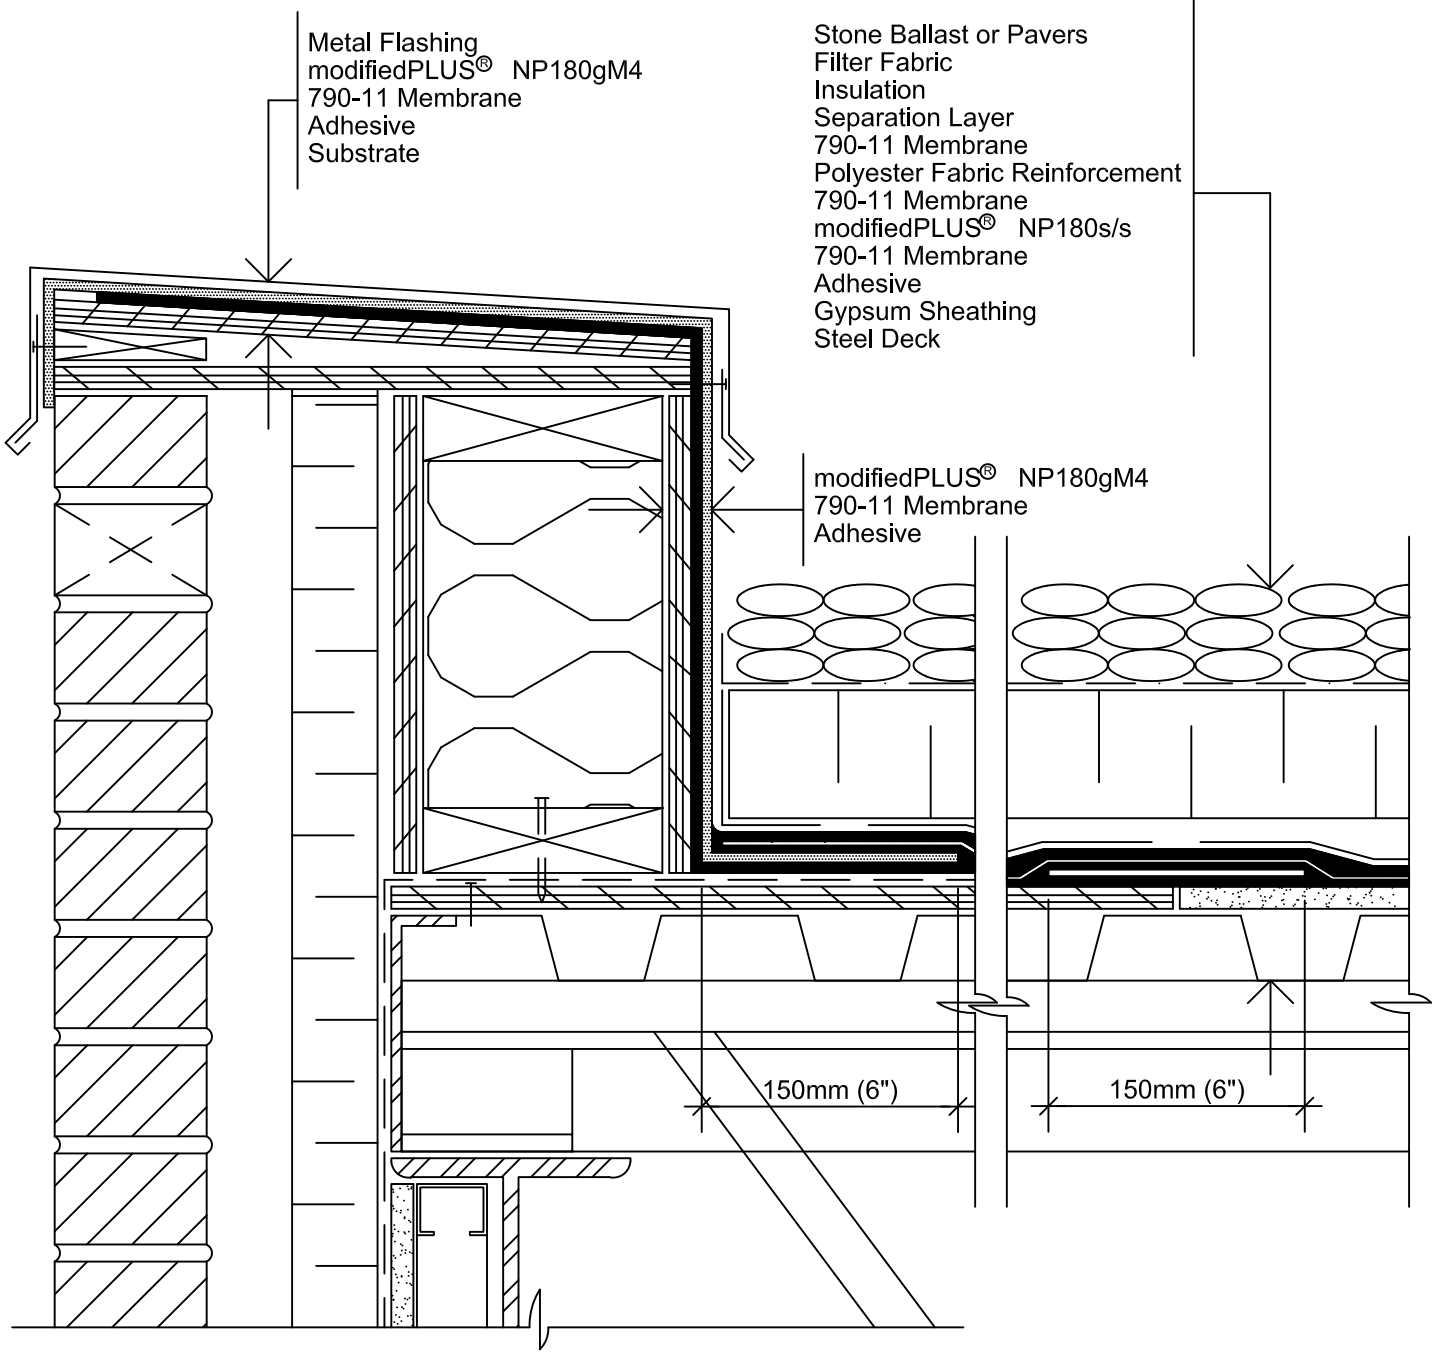 Metal Flashing
modifiedPLUS® NP180gM4
790-11 Membrane
Adhesive
Substrate
Stone Ballast or Pavers
Filter Fabric
Insulation
Separation Layer
790-11 Membrane
Polyester Fabric Reinforcement
790-11 Membrane
modifiedPLUS® NP180s/s
790-11 Membrane
Adhesive
Gypsum Sheathing
Steel Deck
modifiedPLUS® NP180gM4
790-11 Membrane
Adhesive
150mm (6")
150mm (6")